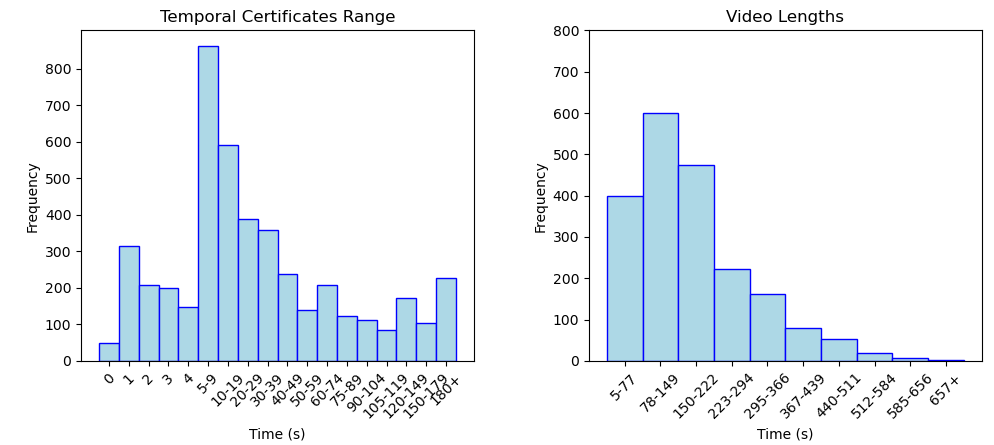 Temporal Certificates Range
Frequency
800
700
600
500
400
300
200
100
0
0 1 2 3 4 5-9 10-19 20-29 30-39 40-49 50-59 60-74 75-89 90-104 105-119 120-149 150-179 180+
Time (s)
Video Lengths
Frequency
800
700
600
500
400
300
200
100
0
5-77 78-149 150-222 223-294 295-366 367-439 440-511 512-584 585-656 657+
Time (s)